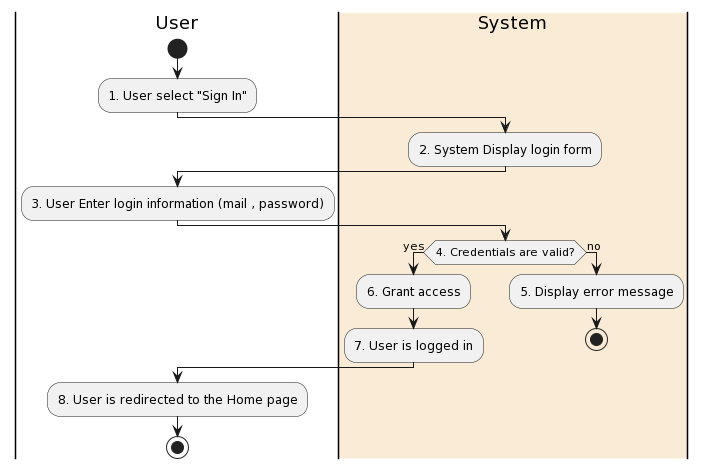 User
System
1. User select "Sign In"
2. System Display login form
3. User Enter login information (mail , password)
yes
4. Credentials are valid?
no
6. Grant access
5. Display error message
7. User is logged in
8. User is redirected to the Home page